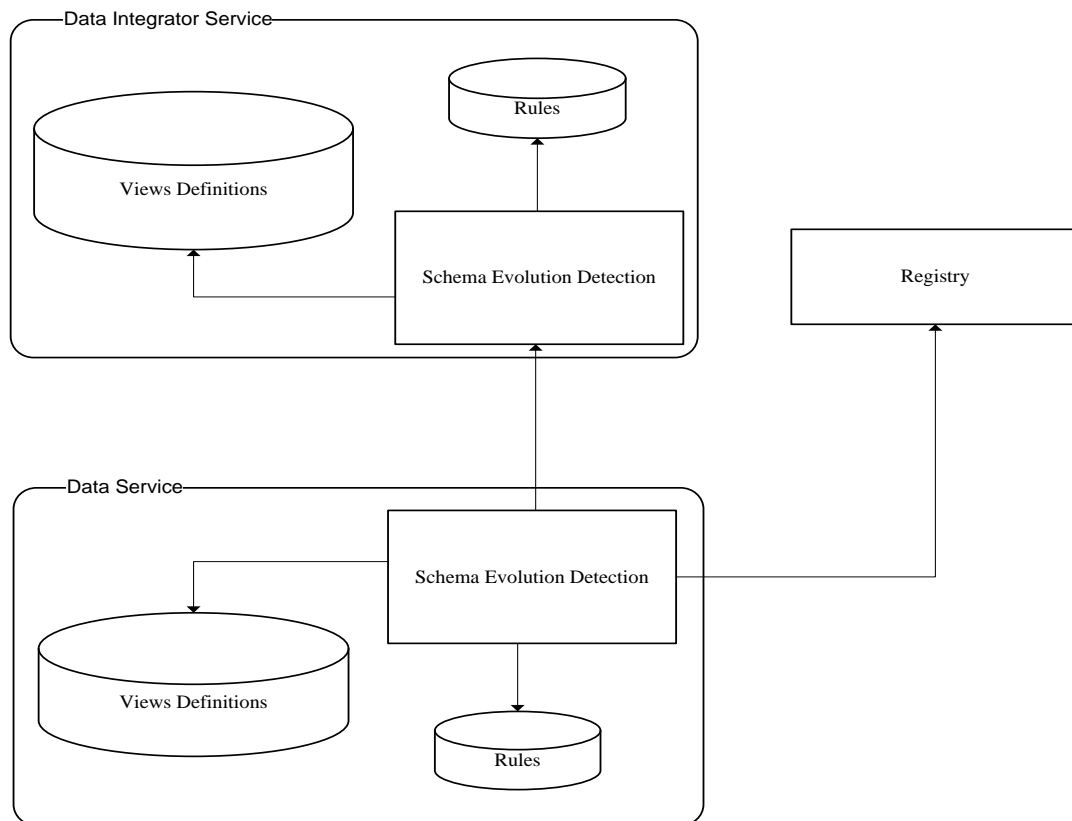 Data Integrator Service
Rules
Views Definitions
Schema Evolution Detection
Registry
Data Service
Schema Evolution Detection
Views Definitions
Rules